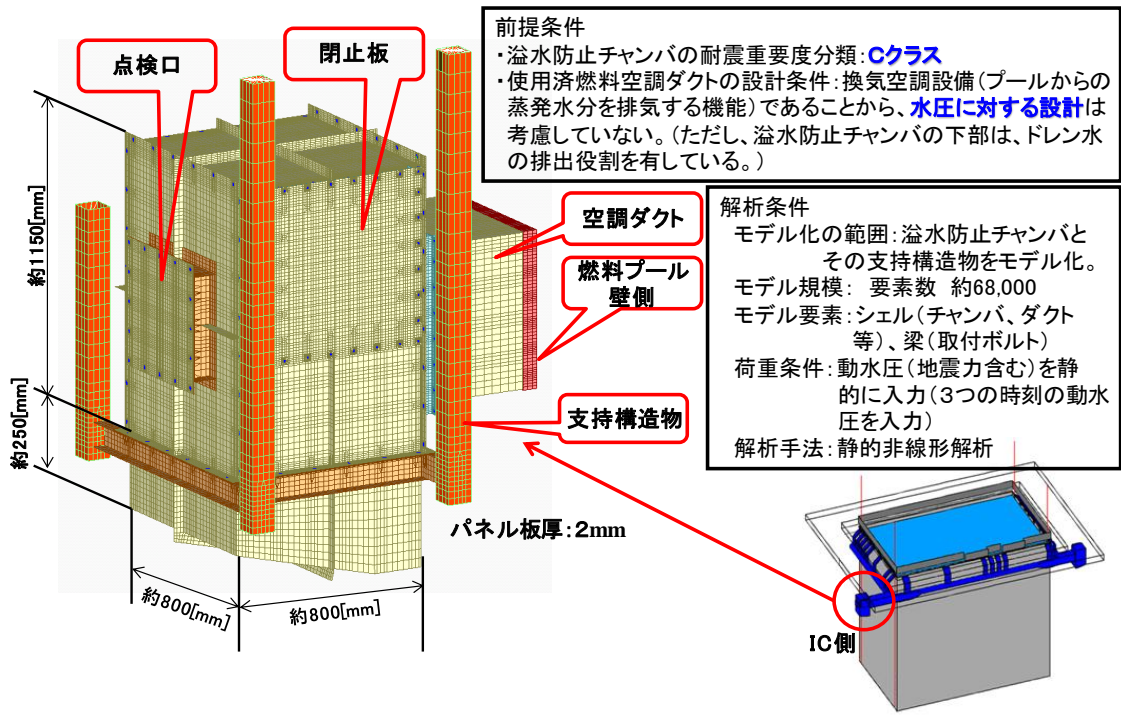 前提条件
・溢水防止チャンバの耐震重要度分類:Cクラス
・使用済燃料空調ダクトの設計条件:換気空調設備(プールからの
蒸発水分を排気する機能)であることから、水圧に対する設計は
考慮していない。(ただし、溢水防止チャンバの下部は、ドレン水
の排出役割を有している。)
点検口
閉止板
空調ダクト
燃料プール
壁側
支持構造物
解析条件
モデル化の範囲:溢水防止チャンバと
その支持構造物をモデル化。
モデル規模: 要素数 約68,000
モデル要素:シェル(チャンバ、ダクト
等)、梁(取付ボルト)
荷重条件:動水圧(地震力含む)を静
的に入力(3つの時刻の動水
圧を入力)
解析手法:静的非線形解析
約1150[mm]
約250[mm]
パネル板厚:2mm
約800[mm]
約800[mm]
IC側